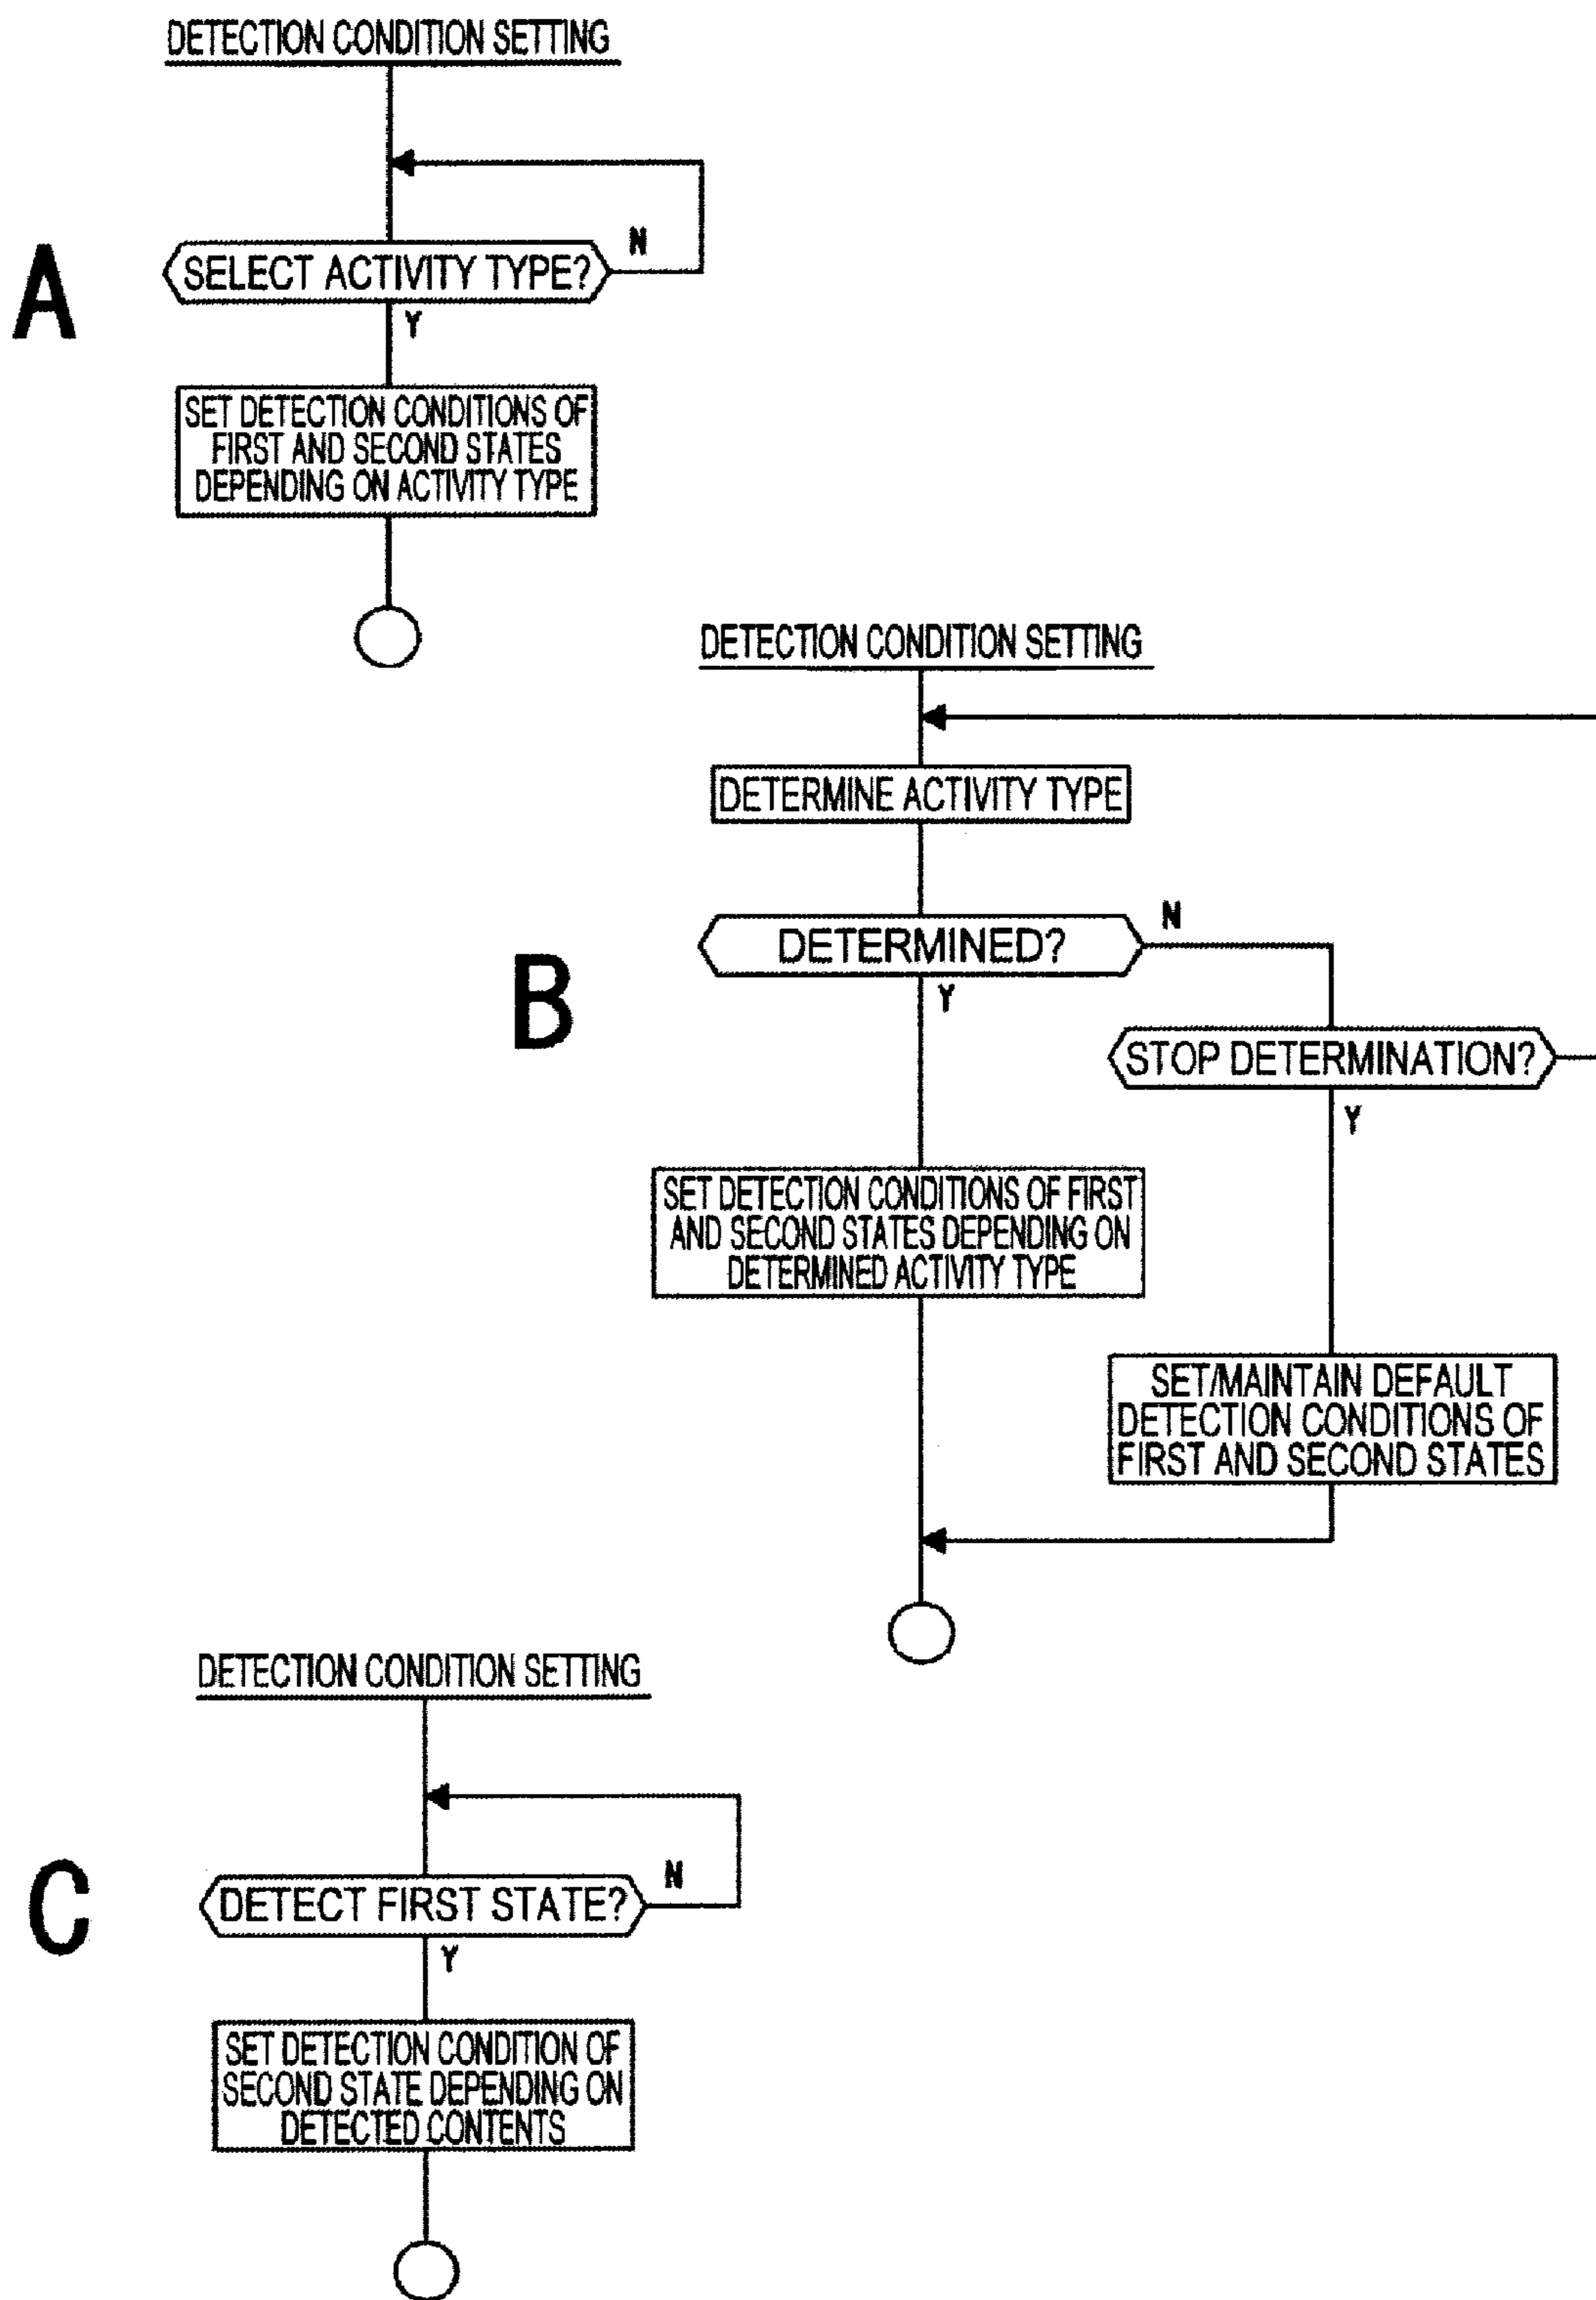 DETECTION CONDITION SETTING
A
SELECT ACTIVITY TYPE?
N
Y
SET DETECTION CONDITIONS OF
FIRST AND SECOND STATES
DEPENDING ON ACTIVITY TYPE
DETECTION CONDITION SETTING
DETERMINE ACTIVITY TYPE
B
DETERMINED?
N
Y
STOP DETERMINATION?
Y
SET DETECTION CONDITIONS OF FIRST
AND SECOND STATES DEPENDING ON
DETERMINED ACTIVITY TYPE
SET/MAINTAIN DEFAULT
DETECTION CONDITIONS OF
FIRST AND SECOND STATES
DETECTION CONDITION SETTING
C
DETECT FIRST STATE?
N
Y
SET DETECTION CONDITION OF
SECOND STATE DEPENDING ON
DETECTED CONTENTS